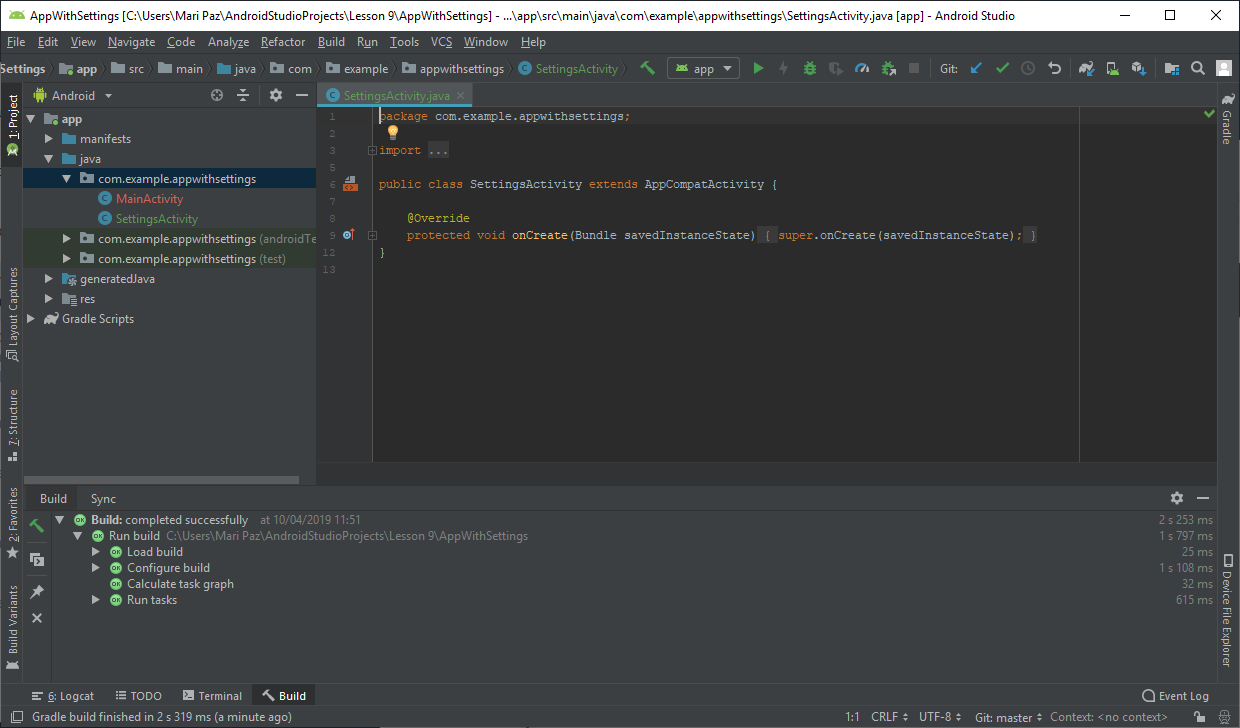 AppWithSettings [C:\Users\Mari Paz\AndroidStudioProjects\Lesson 9\AppWithSettings] - ...\app\src\main\java\com\example\appwithsettings\SettingsActivity.java [app] - Android Studio
File Edit View Navigate Code Analyze Refactor Build Run Tools VCS Window Help
Settings app src main java com example appwithsettings SettingsActivity app Git:
1: Project
Layout Captures
7: Structure
2: Favorites
Build Variants
Android
app
manifests
java
com.example.appwithsettings
MainActivity
SettingsActivity
com.example.appwithsettings (androidTe
com.example.appwithsettings (test)
generatedJava
res
Gradle Scripts
SettingsActivity.java
1 package com.example.appwithsettings;
2
3 import ...
5
6 public class SettingsActivity extends AppCompatActivity {
7
8 @Override
9 protected void onCreate(Bundle savedInstanceState) { super.onCreate(savedInstanceState); }
12 }
13
Gradle
Device File Explorer
Build Sync
Build: completed successfully at 10/04/2019 11:51 2 s 253 ms
Run build C:\Users\Mari Paz\AndroidStudioProjects\Lesson 9\AppWithSettings 1 s 797 ms
Load build 25 ms
Configure build 1 s 108 ms
Calculate task graph 32 ms
Run tasks 615 ms
6: Logcat TODO Terminal Build Event Log
Gradle build finished in 2 s 319 ms (a minute ago) 1:1 CRLF UTF-8 Git: master Context: <no context>